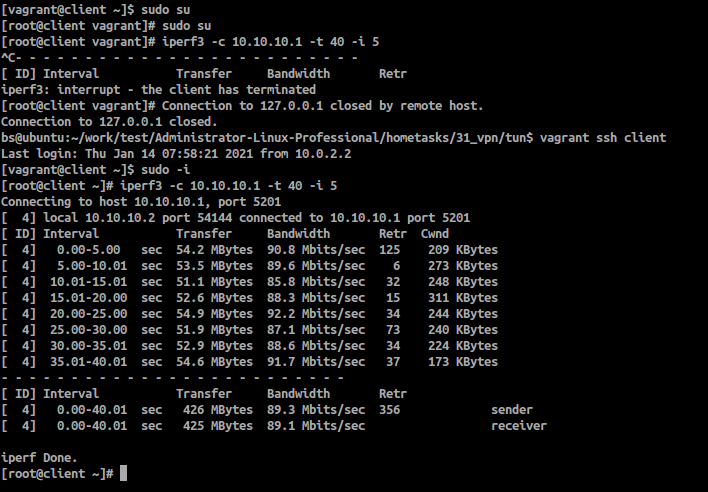 [vagrant@client ~]$ sudo su
[root@client vagrant]# sudo su
[root@client vagrant]# iperf3 -c 10.10.10.1 -t 40 -i 5
^C- - - - - - - - - - - - - - - - - - - - - - - - -
[ ID] Interval           Transfer     Bandwidth       Retr
iperf3: interrupt - the client has terminated
[root@client vagrant]# Connection to 127.0.0.1 closed by remote host.
Connection to 127.0.0.1 closed.
bs@ubuntu:~/work/test/Administrator-Linux-Professional/hometasks/31_vpn/tun$ vagrant ssh client
Last login: Thu Jan 14 07:58:21 2021 from 10.0.2.2
[vagrant@client ~]$ sudo -i
[root@client ~]# iperf3 -c 10.10.10.1 -t 40 -i 5
Connecting to host 10.10.10.1, port 5201
[  4] local 10.10.10.2 port 54144 connected to 10.10.10.1 port 5201
[ ID] Interval           Transfer     Bandwidth       Retr  Cwnd
[  4]   0.00-5.00   sec  54.2 MBytes  90.8 Mbits/sec  125    209 KBytes
[  4]   5.00-10.01  sec  53.5 MBytes  89.6 Mbits/sec    6    273 KBytes
[  4]  10.01-15.01  sec  51.1 MBytes  85.8 Mbits/sec   32    248 KBytes
[  4]  15.01-20.00  sec  52.6 MBytes  88.3 Mbits/sec   15    311 KBytes
[  4]  20.00-25.00  sec  54.9 MBytes  92.2 Mbits/sec   34    244 KBytes
[  4]  25.00-30.00  sec  51.9 MBytes  87.1 Mbits/sec   73    240 KBytes
[  4]  30.00-35.01  sec  52.9 MBytes  88.6 Mbits/sec   34    224 KBytes
[  4]  35.01-40.01  sec  54.6 MBytes  91.7 Mbits/sec   37    173 KBytes
- - - - - - - - - - - - - - - - - - - - - - - - -
[ ID] Interval           Transfer     Bandwidth       Retr
[  4]   0.00-40.01  sec   426 MBytes  89.3 Mbits/sec  356             sender
[  4]   0.00-40.01  sec   425 MBytes  89.1 Mbits/sec                  receiver
iperf Done.
[root@client ~]#